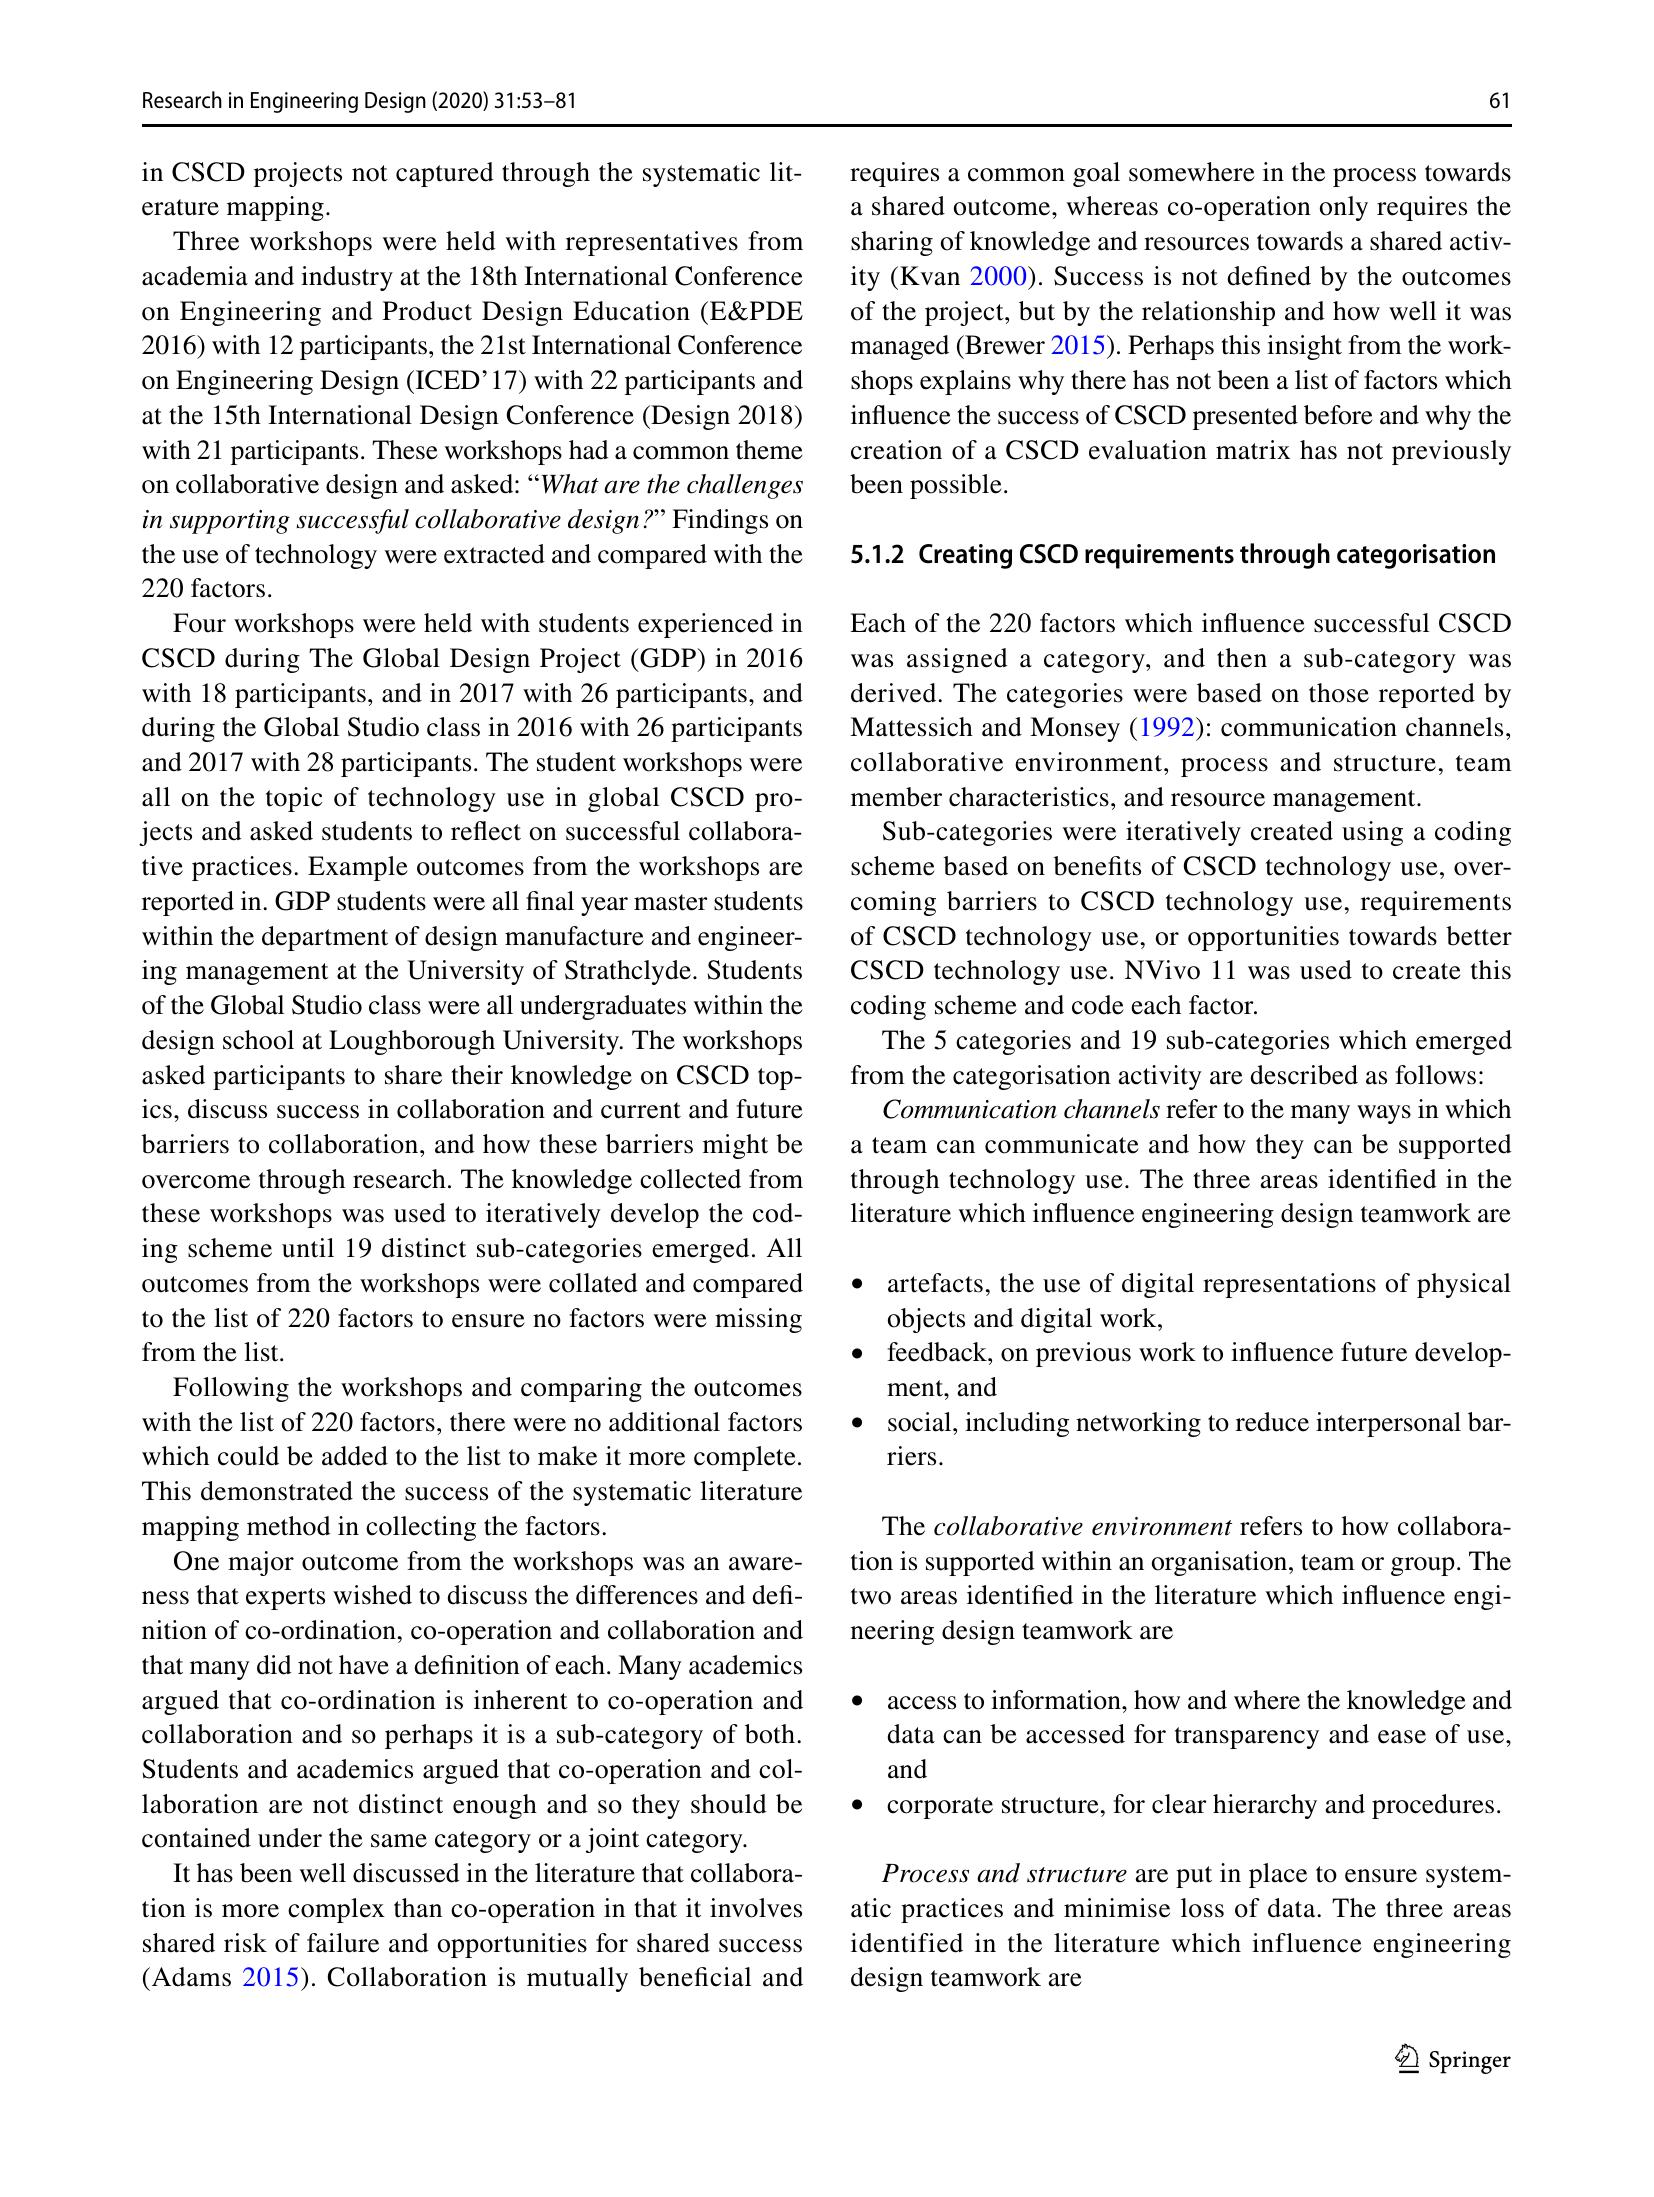 Research in Engineering Design (2020) 31:53–81
61
in CSCD projects not captured through the systematic lit-
erature mapping.
Three workshops were held with representatives from
academia and industry at the 18th International Conference
on Engineering and Product Design Education (E&PDE
2016) with 12 participants, the 21st International Conference
on Engineering Design (ICED’17) with 22 participants and
at the 15th International Design Conference (Design 2018)
with 21 participants. These workshops had a common theme
on collaborative design and asked: “What are the challenges
in supporting successful collaborative design?” Findings on
the use of technology were extracted and compared with the
220 factors.
Four workshops were held with students experienced in
CSCD during The Global Design Project (GDP) in 2016
with 18 participants, and in 2017 with 26 participants, and
during the Global Studio class in 2016 with 26 participants
and 2017 with 28 participants. The student workshops were
all on the topic of technology use in global CSCD pro-
jects and asked students to reflect on successful collabora-
tive practices. Example outcomes from the workshops are
reported in. GDP students were all final year master students
within the department of design manufacture and engineer-
ing management at the University of Strathclyde. Students
of the Global Studio class were all undergraduates within the
design school at Loughborough University. The workshops
asked participants to share their knowledge on CSCD top-
ics, discuss success in collaboration and current and future
barriers to collaboration, and how these barriers might be
overcome through research. The knowledge collected from
these workshops was used to iteratively develop the cod-
ing scheme until 19 distinct sub-categories emerged. All
outcomes from the workshops were collated and compared
to the list of 220 factors to ensure no factors were missing
from the list.
Following the workshops and comparing the outcomes
with the list of 220 factors, there were no additional factors
which could be added to the list to make it more complete.
This demonstrated the success of the systematic literature
mapping method in collecting the factors.
One major outcome from the workshops was an aware-
ness that experts wished to discuss the differences and defi-
nition of co-ordination, co-operation and collaboration and
that many did not have a definition of each. Many academics
argued that co-ordination is inherent to co-operation and
collaboration and so perhaps it is a sub-category of both.
Students and academics argued that co-operation and col-
laboration are not distinct enough and so they should be
contained under the same category or a joint category.
It has been well discussed in the literature that collabora-
tion is more complex than co-operation in that it involves
shared risk of failure and opportunities for shared success
(Adams 2015). Collaboration is mutually beneficial and
requires a common goal somewhere in the process towards
a shared outcome, whereas co-operation only requires the
sharing of knowledge and resources towards a shared activ-
ity (Kvan 2000). Success is not defined by the outcomes
of the project, but by the relationship and how well it was
managed (Brewer 2015). Perhaps this insight from the work-
shops explains why there has not been a list of factors which
influence the success of CSCD presented before and why the
creation of a CSCD evaluation matrix has not previously
been possible.
5.1.2 Creating CSCD requirements through categorisation
Each of the 220 factors which influence successful CSCD
was assigned a category, and then a sub-category was
derived. The categories were based on those reported by
Mattessich and Monsey (1992): communication channels,
collaborative environment, process and structure, team
member characteristics, and resource management.
Sub-categories were iteratively created using a coding
scheme based on benefits of CSCD technology use, over-
coming barriers to CSCD technology use, requirements
of CSCD technology use, or opportunities towards better
CSCD technology use. NVivo 11 was used to create this
coding scheme and code each factor.
The 5 categories and 19 sub-categories which emerged
from the categorisation activity are described as follows:
Communication channels refer to the many ways in which
a team can communicate and how they can be supported
through technology use. The three areas identified in the
literature which influence engineering design teamwork are
• artefacts, the use of digital representations of physical
objects and digital work,
• feedback, on previous work to influence future develop-
ment, and
• social, including networking to reduce interpersonal bar-
riers.
The collaborative environment refers to how collabora-
tion is supported within an organisation, team or group. The
two areas identified in the literature which influence engi-
neering design teamwork are
• access to information, how and where the knowledge and
data can be accessed for transparency and ease of use,
and
• corporate structure, for clear hierarchy and procedures.
Process and structure are put in place to ensure system-
atic practices and minimise loss of data. The three areas
identified in the literature which influence engineering
design teamwork are
Springer